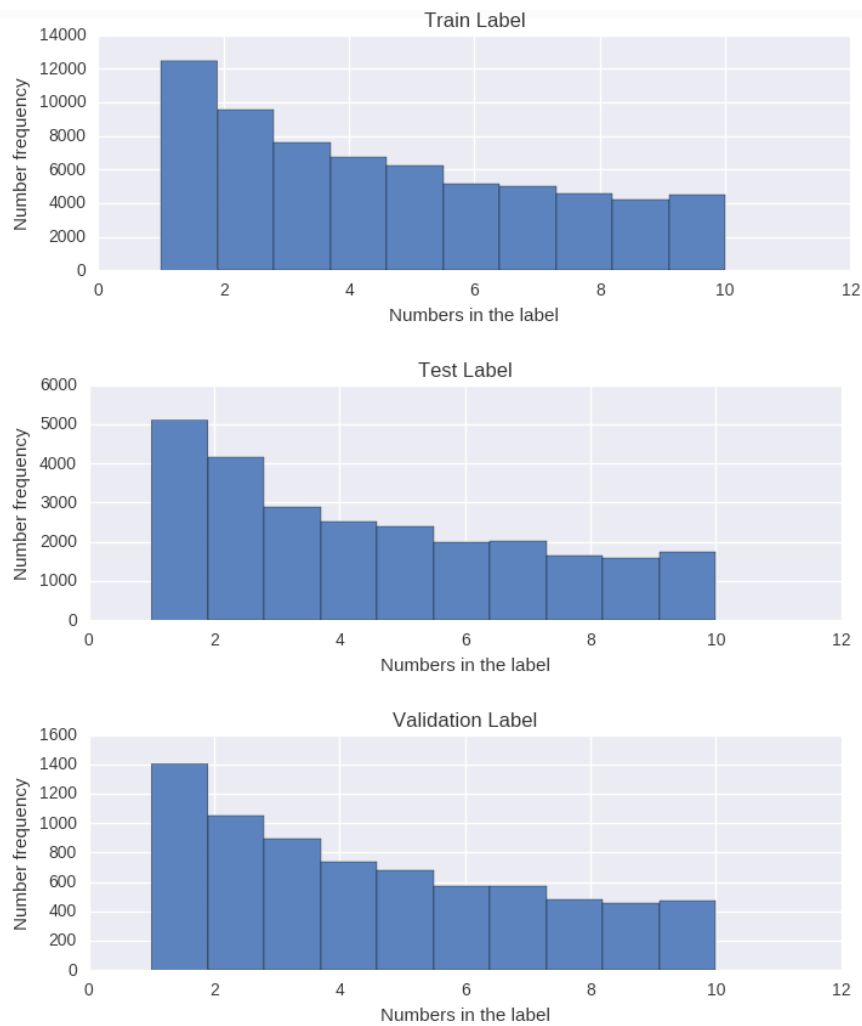 Train Label
Number frequency
14000
12000
10000
8000
6000
4000
2000
0
0 2 4 6 8 10 12
Numbers in the label
Test Label
Number frequency
6000
5000
4000
3000
2000
1000
0
0 2 4 6 8 10 12
Numbers in the label
Validation Label
Number frequency
1600
1400
1200
1000
800
600
400
200
0
0 2 4 6 8 10 12
Numbers in the label